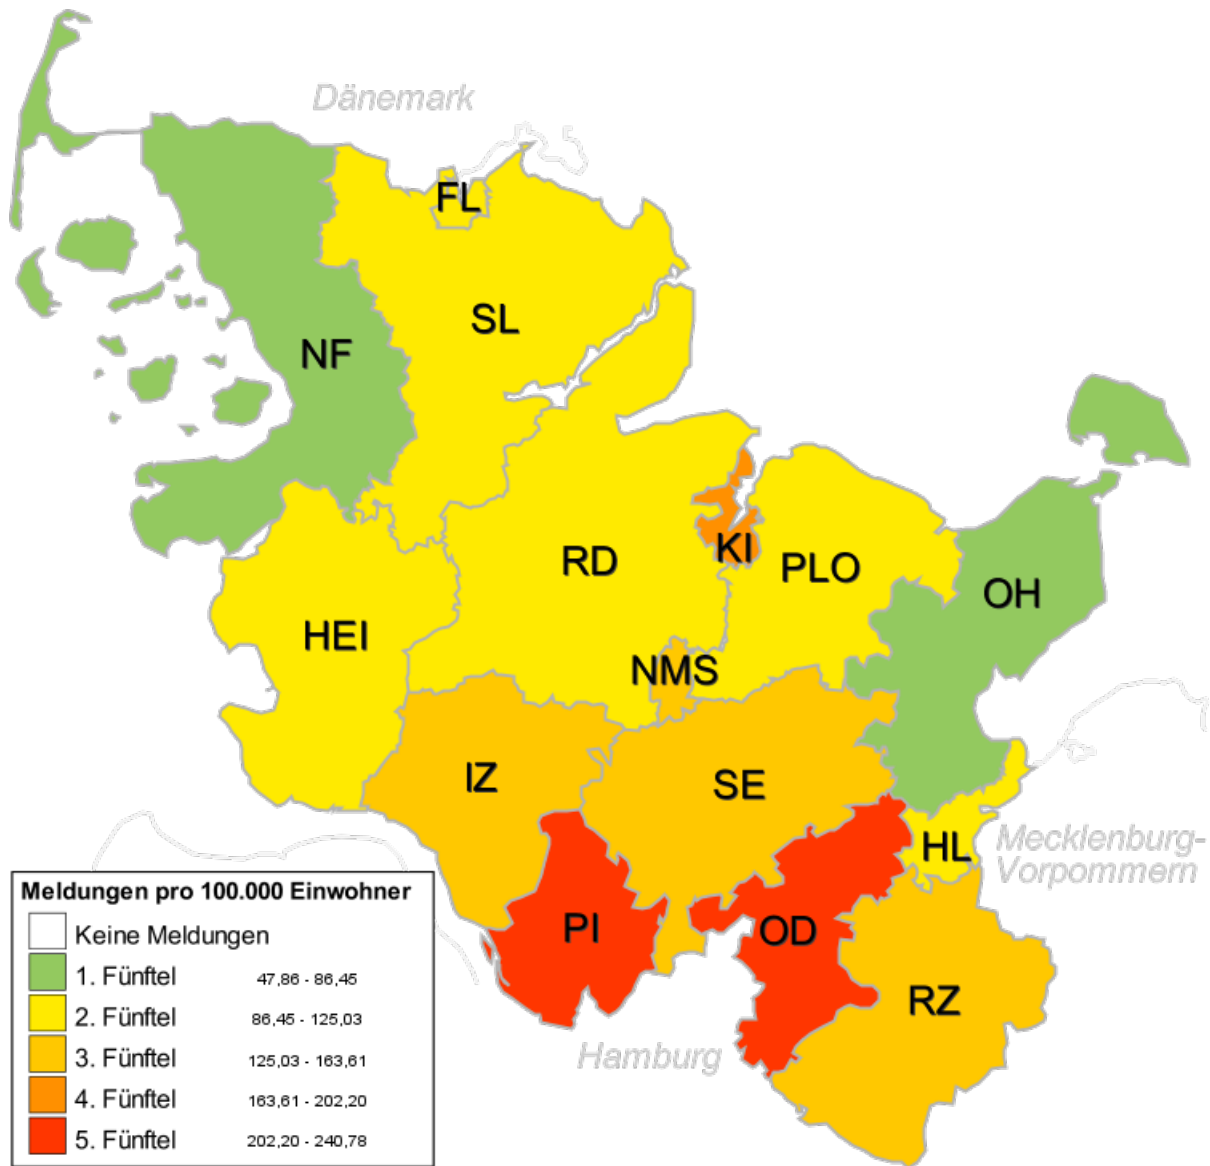 Dänemark
FL
SL
NF
KI
RD
PLO
OH
HEI
NMS
IZ
SE
HL
Mecklenburg-
Vorpommern
PI
OD
RZ
Hamburg
Meldungen pro 100.000 Einwohner
Keine Meldungen
1. Fünftel 47,86 - 86,45
2. Fünftel 86,45 - 125,03
3. Fünftel 125,03 - 163,61
4. Fünftel 163,61 - 202,20
5. Fünftel 202,20 - 240,78